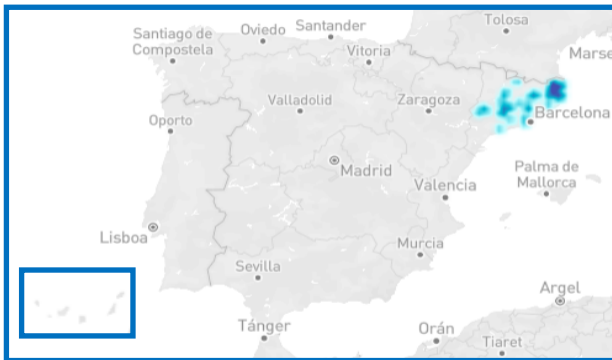 Tolosa
Santiago de
Compostela
Oviedo
Santander
Vitoria
Marse
Valladolid
Zaragoza
Barcelona
Oporto
Madrid
Palma de
Mallorca
Valencia
Lisboa
Murcia
Sevilla
Argel
Tánger
Orán
Tiaret